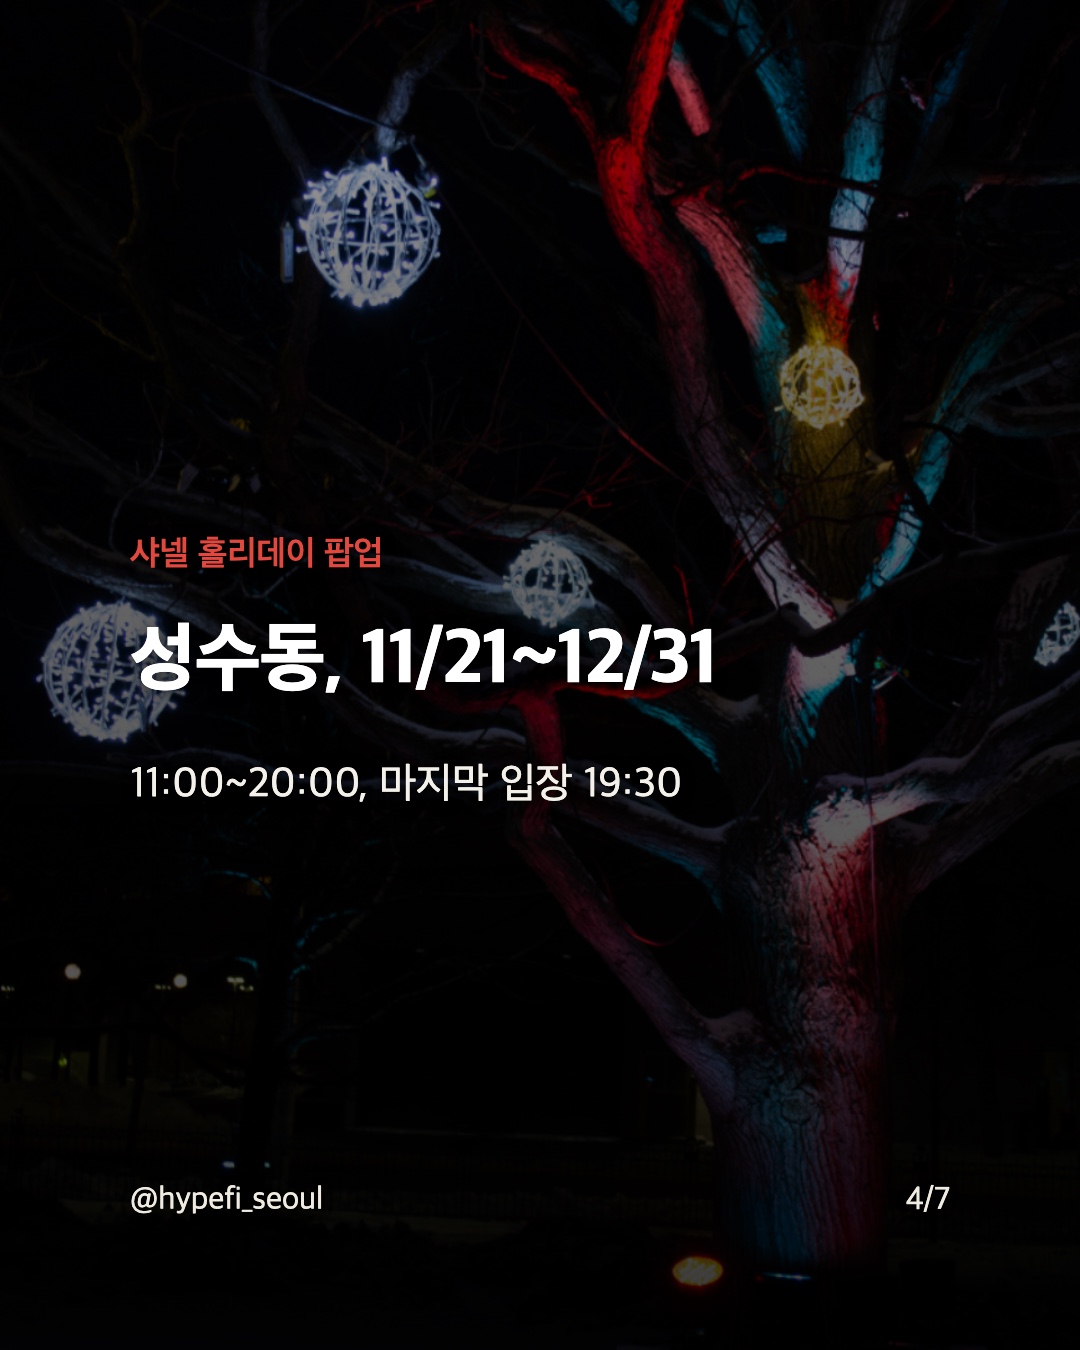 샤넬 홀리데이 팝업
성수동, 11/21~12/31
11:00~20:00, 마지막 입장 19:30
@hypefi_seoul
4/7